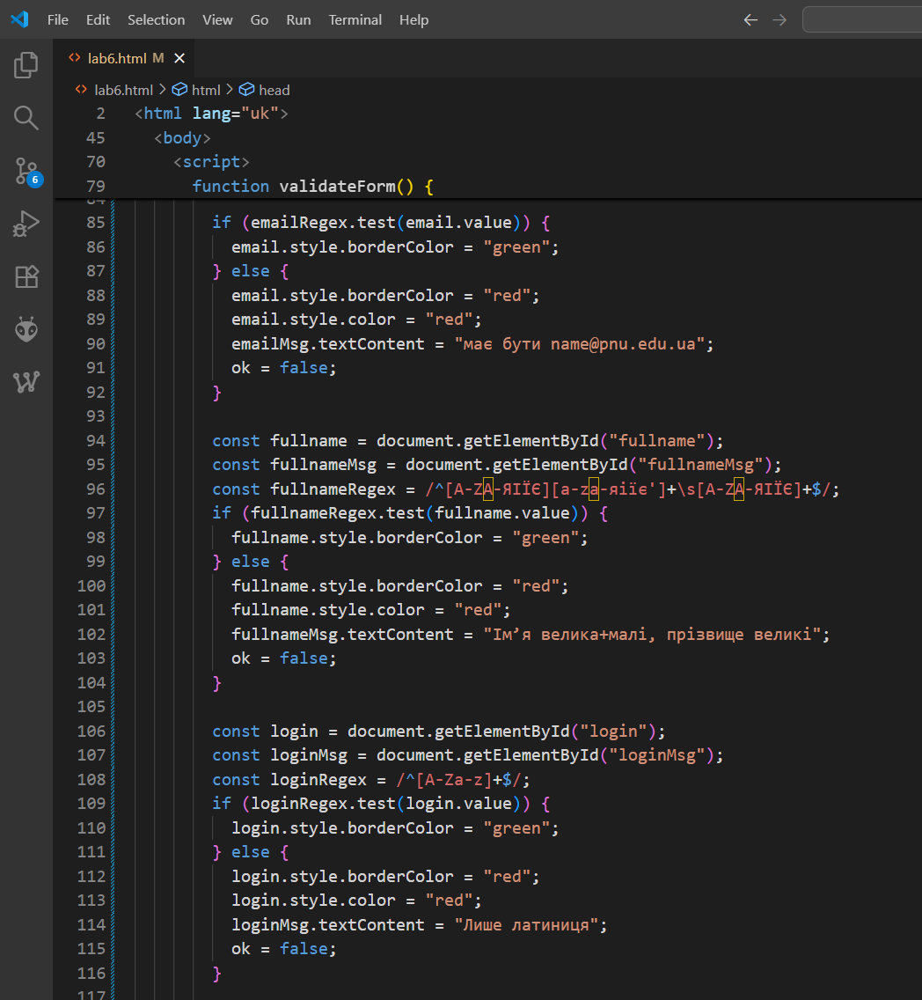 File Edit Selection View Go Run Terminal Help
lab6.html M
lab6.html html head
2 <html lang="uk">
45 <body>
70 <script>
79 function validateForm() {
84
85 if (emailRegex.test(email.value)) {
86 email.style.borderColor = "green";
87 } else {
88 email.style.borderColor = "red";
89 email.style.color = "red";
90 emailMsg.textContent = "має бути name@pnu.edu.ua";
91 ok = false;
92 }
93
94 const fullname = document.getElementById("fullname");
95 const fullnameMsg = document.getElementById("fullnameMsg");
96 const fullnameRegex = /^[A-ZА-ЯІЇЄ][a-zа-яіїє']+\s[A-ZА-ЯІЇЄ]+$/;
97 if (fullnameRegex.test(fullname.value)) {
98 fullname.style.borderColor = "green";
99 } else {
100 fullname.style.borderColor = "red";
101 fullname.style.color = "red";
102 fullnameMsg.textContent = "Ім’я велика+малі, прізвище великі";
103 ok = false;
104 }
105
106 const login = document.getElementById("login");
107 const loginMsg = document.getElementById("loginMsg");
108 const loginRegex = /^[A-Za-z]+$/;
109 if (loginRegex.test(login.value)) {
110 login.style.borderColor = "green";
111 } else {
112 login.style.borderColor = "red";
113 login.style.color = "red";
114 loginMsg.textContent = "Лише латиниця";
115 ok = false;
116 }
117
6